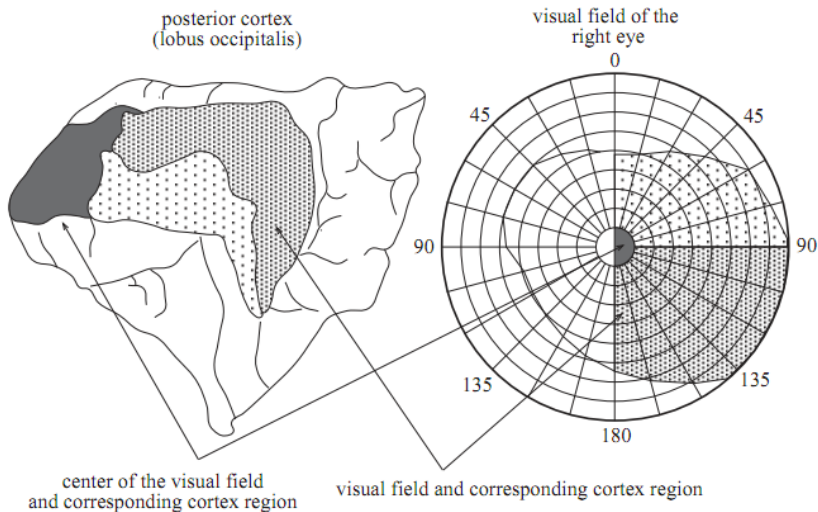 posterior cortex
(lobus occipitalis)
visual field of the
right eye
0
45
45
90
90
135
135
180
center of the visual field
and corresponding cortex region
visual field and corresponding cortex region